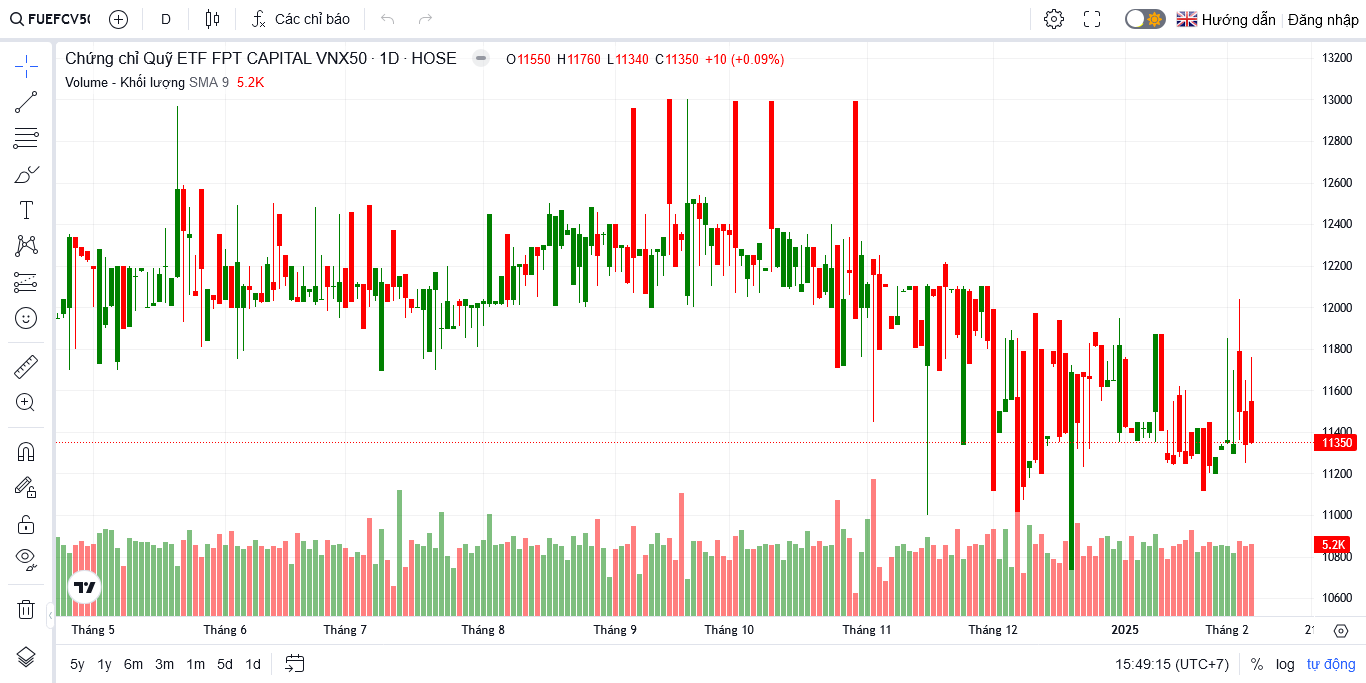 FUEFCV50 D Các chỉ báo Hướng dẫn Đăng nhập
Chứng chỉ Quỹ ETF FPT CAPITAL VNX50 · 1D · HOSE O11550 H11760 L11340 C11350 +10 (+0.09%)
Volume - Khối lượng SMA 9 5.2K
13200
13000
12800
12600
12400
12200
12000
11800
11600
11400
11350
11200
11000
5.2K
10800
10600
Tháng 5 Tháng 6 Tháng 7 Tháng 8 Tháng 9 Tháng 10 Tháng 11 Tháng 12 2025 Tháng 2
5y 1y 6m 3m 1m 5d 1d 15:49:15 (UTC+7) % log tự động